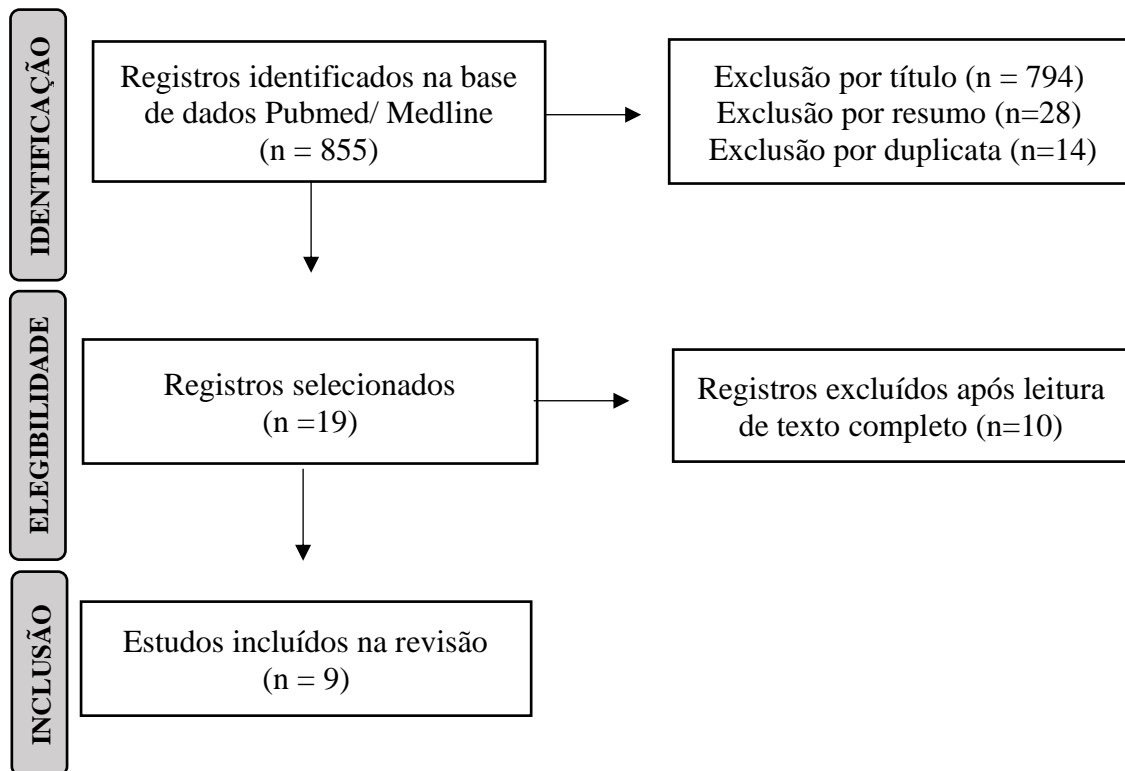 IDENTIFICAÇÃO
Registros identificados na base
de dados Pubmed/ Medline
(n = 855)
Exclusão por título (n = 794)
Exclusão por resumo (n=28)
Exclusão por duplicata (n=14)
ELEGIBILIDADE
Registros selecionados
(n =19)
Registros excluídos após leitura
de texto completo (n=10)
INCLUSÃO
Estudos incluídos na revisão
(n = 9)